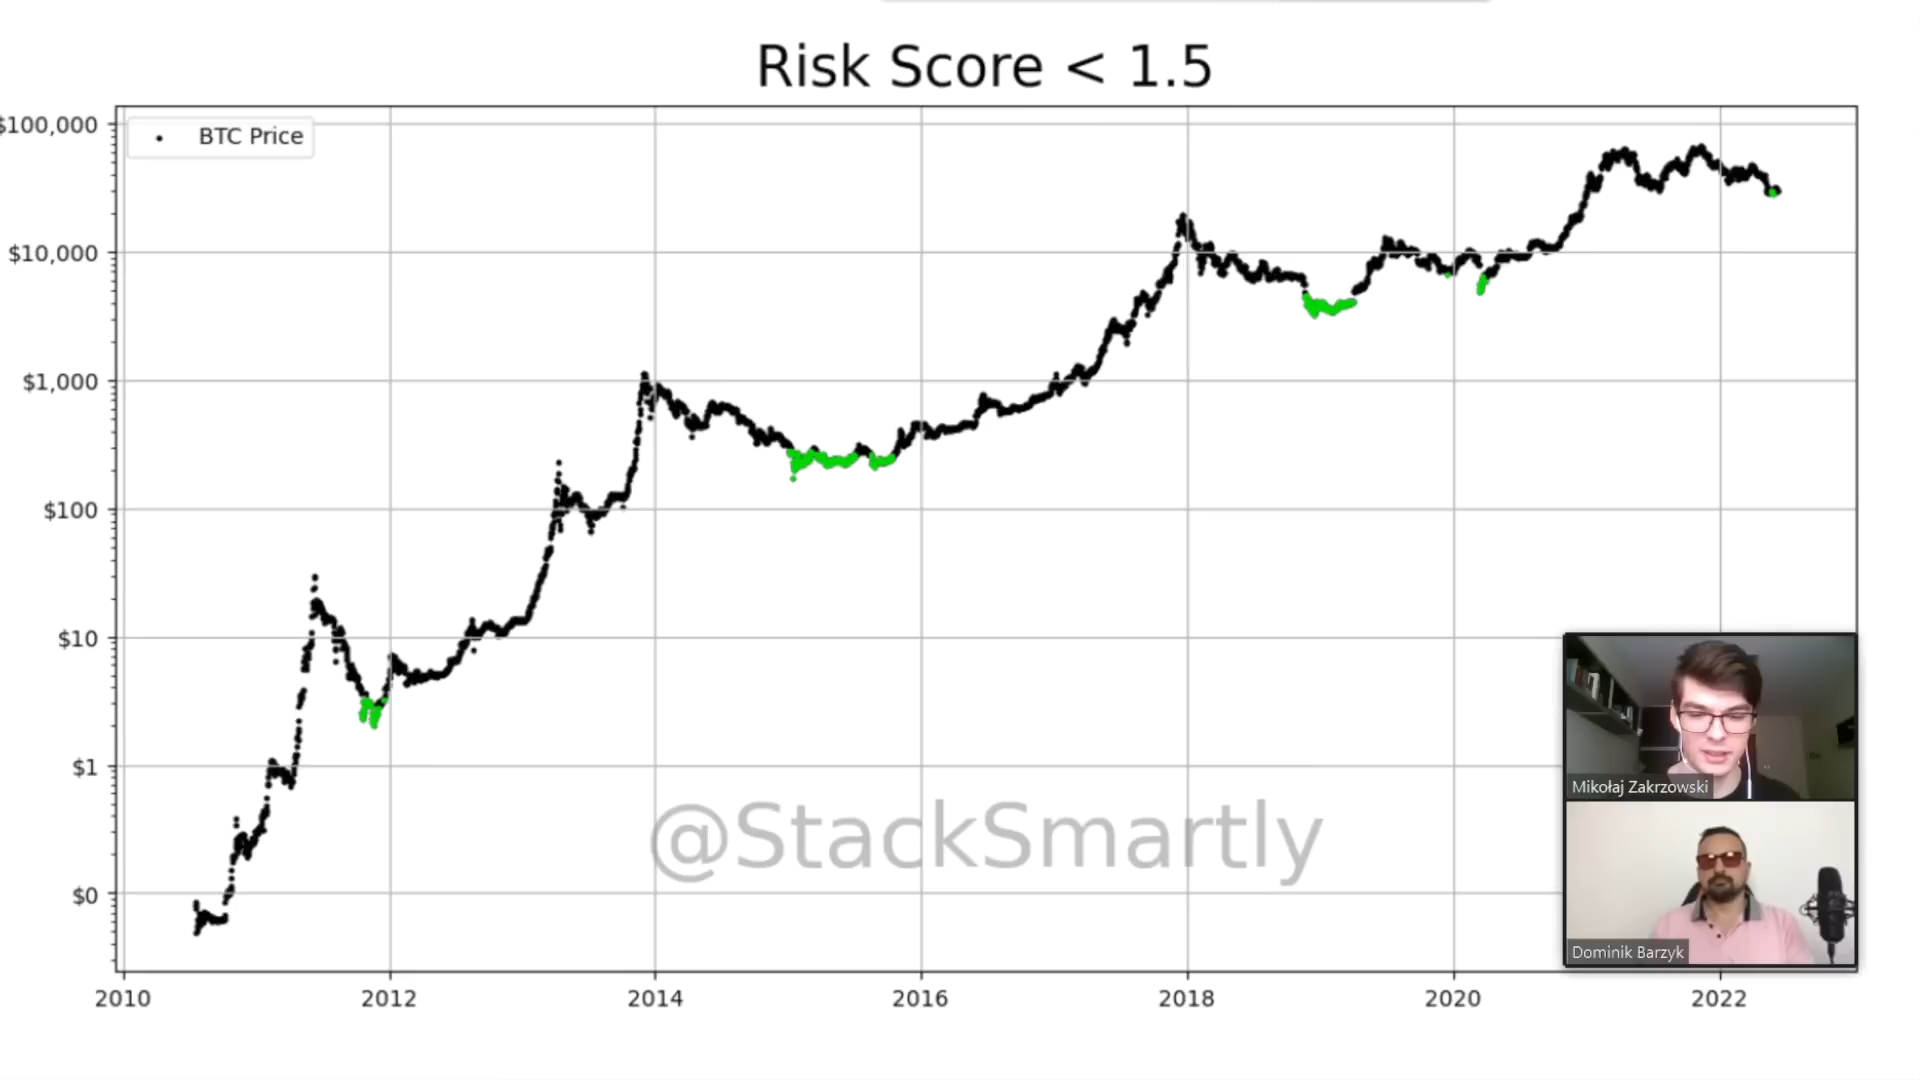 Risk Score < 1.5
BTC Price
$100,000
$10,000
$1,000
$100
$10
$1
$0
2010
2012
2014
2016
2018
2020
2022
@StackSmartly
Mikołaj Zakrzowski
Dominik Barzyk